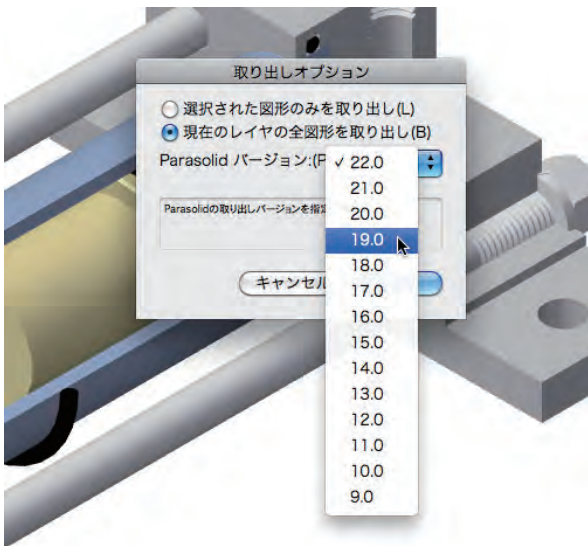 取り出しオプション
選択された図形のみを取り出し(L)
現在のレイヤの全図形を取り出し(B)
Parasolid バージョン:(P
✓ 22.0
21.0
20.0
19.0
18.0
17.0
16.0
15.0
14.0
13.0
12.0
11.0
10.0
9.0
Parasolidの取り出しバージョンを指定
キャンセル